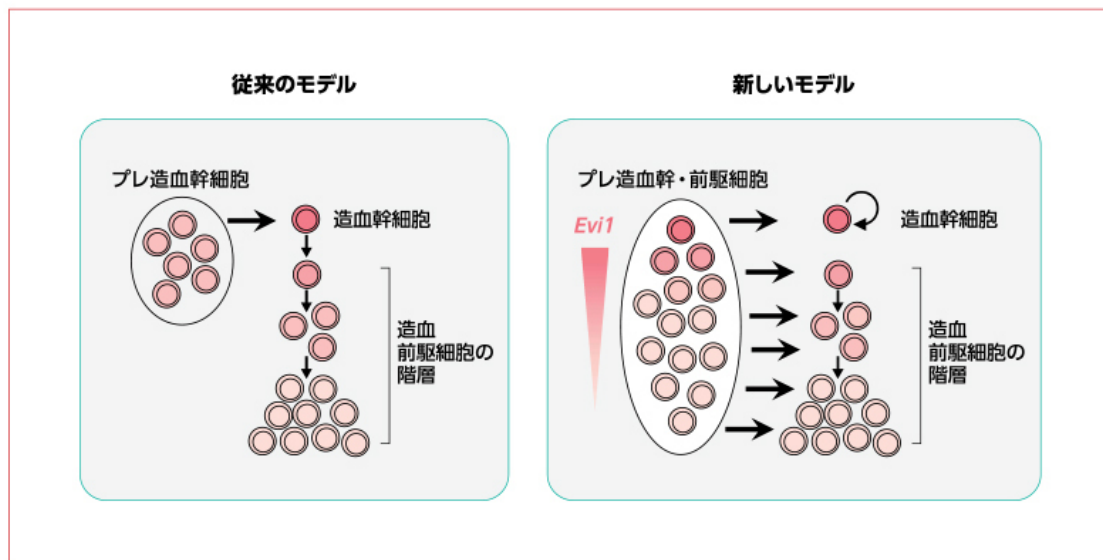 従来のモデル
プレ造血幹細胞
造血幹細胞
造血
前駆細胞の
階層
新しいモデル
プレ造血幹・前駆細胞
Evi1
造血幹細胞
造血
前駆細胞の
階層